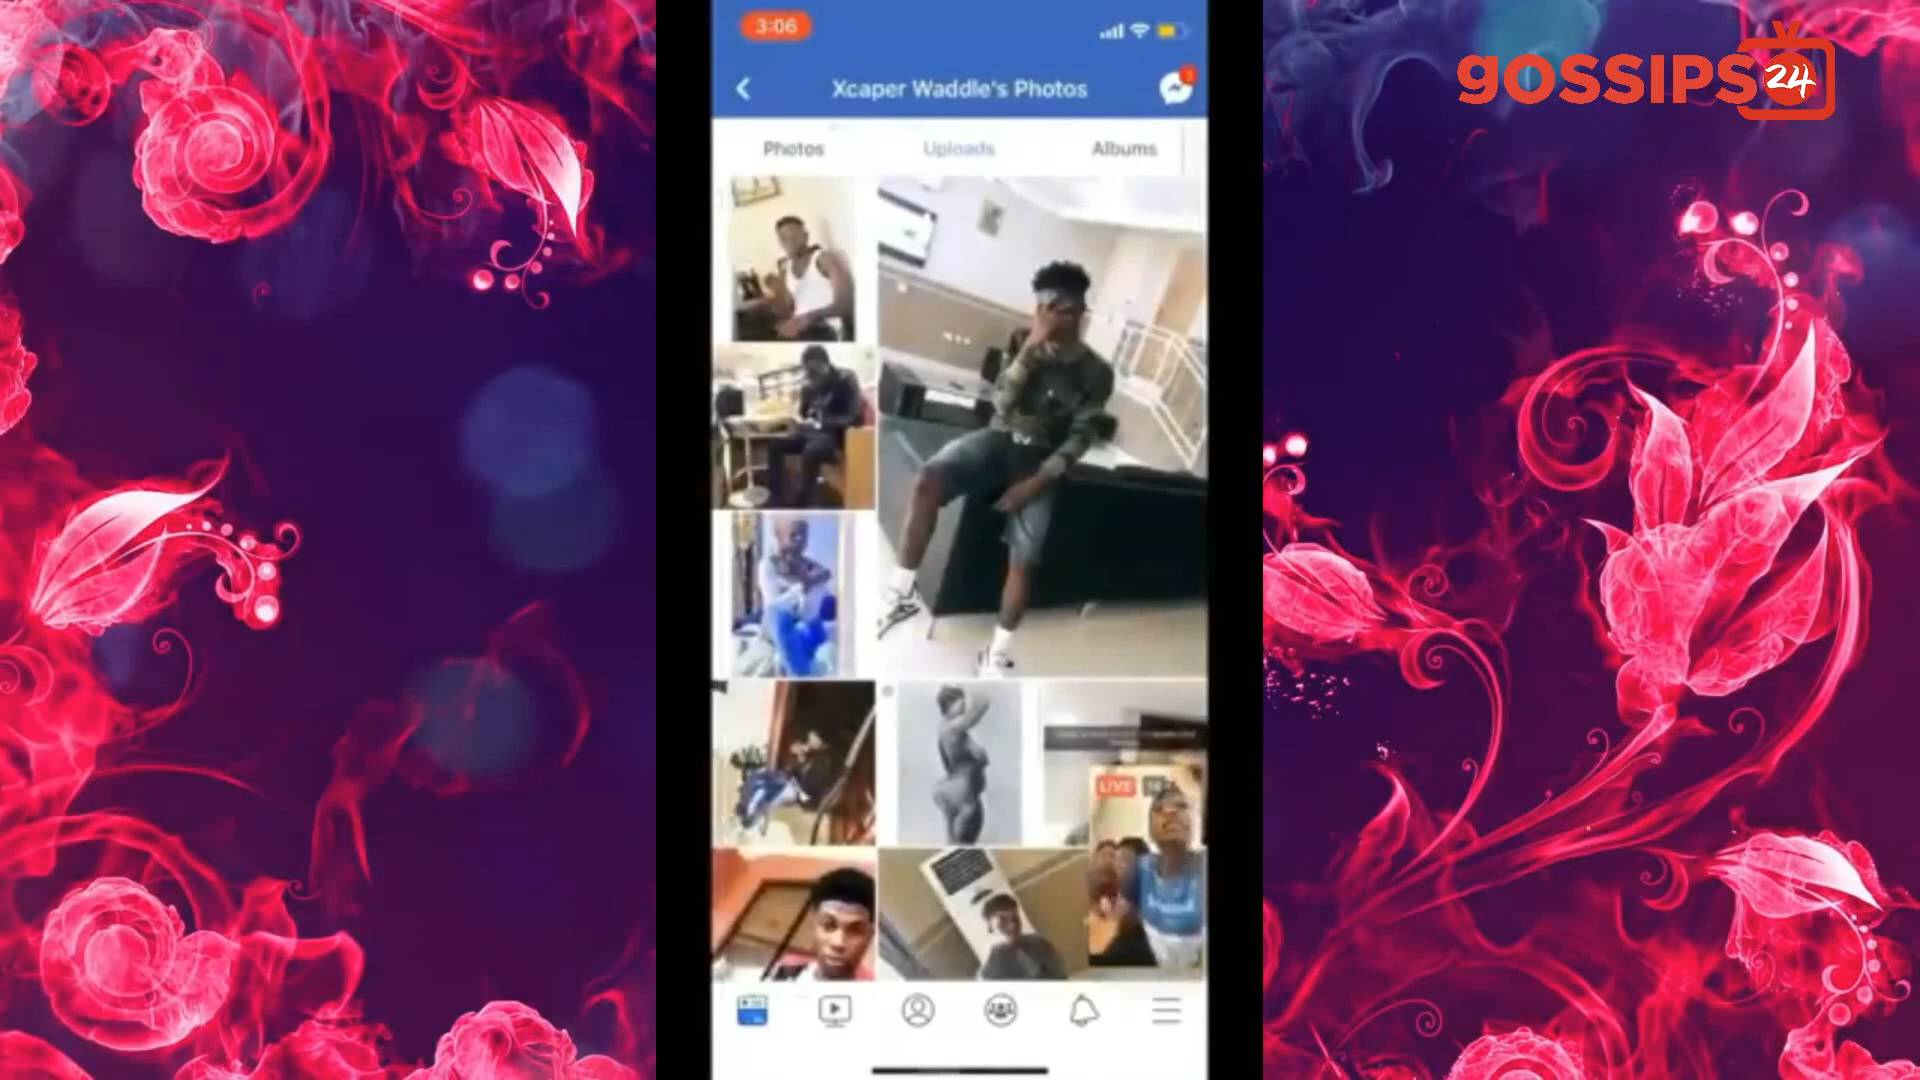 3:06
Xcaper Waddle's Photos
Photos
Uploads
Albums
gOSSIPS24
LIVE